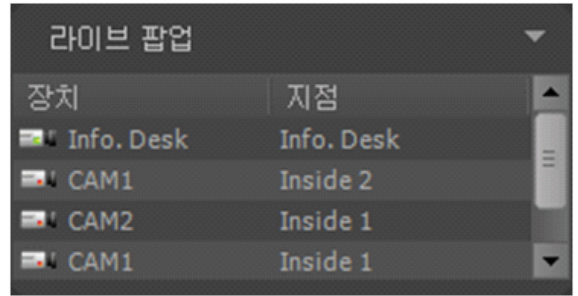 라이브 팝업
장치 지점
Info. Desk Info. Desk
CAM1 Inside 2
CAM2 Inside 1
CAM1 Inside 1